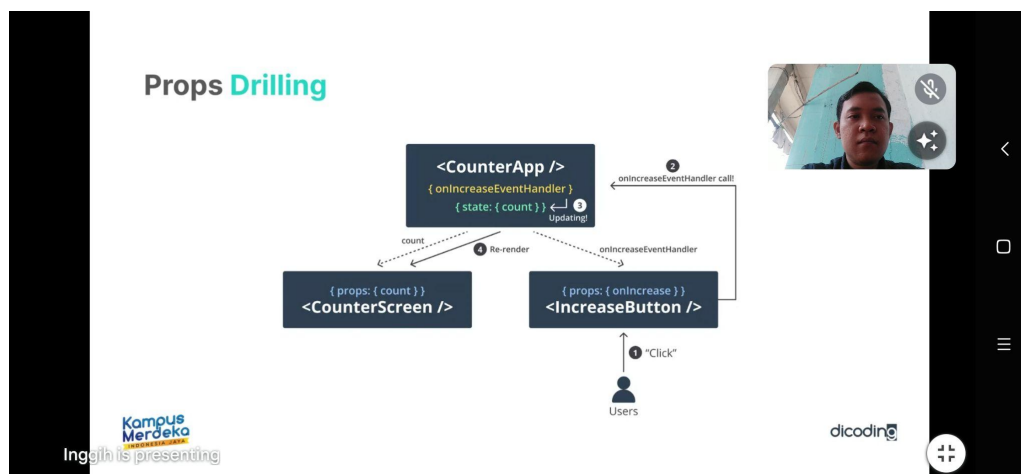 Props Drilling
<CounterApp />
{ onIncreaseEventHandler }
{ state: { count } }
3
Updating!
2
onIncreaseEventHandler call!
count
4 Re-render
onIncreaseEventHandler
{ props: { count } }
<CounterScreen />
{ props: { onIncrease } }
<IncreaseButton />
1 "Click"
Users
Kampus
Merdeka
INDONESIA JAYA
Inggih is presenting
dicoding